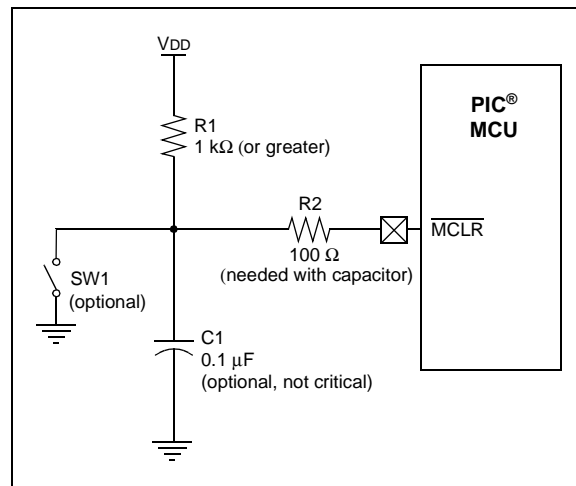 VDD
PIC®
MCU
R1
1 kΩ (or greater)
R2
MCLR
100 Ω
(needed with capacitor)
SW1
(optional)
C1
0.1 μF
(optional, not critical)